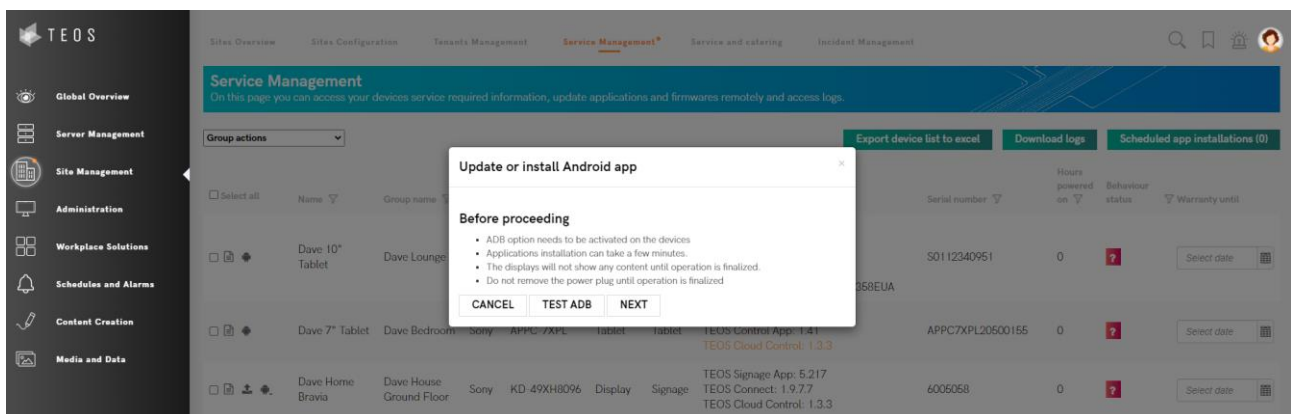 TEOS
Sites Overview Sites Configuration Tenants Management Service Management* Service and catering Incident Management
Service Management
On this page you can access your devices service required information, update applications and firmwares remotely and access logs.
Global Overview
Server Management
Site Management
Administration
Workplace Solutions
Schedules and Alarms
Content Creation
Media and Data
Group actions
Export device list to excel Download logs Scheduled app installations (0)
Select all Name Group name Serial number Hours powered on Behaviour status Warranty until
Update or install Android app ×
Before proceeding
• ADB option needs to be activated on the devices
• Applications installation can take a few minutes.
• The displays will not show any content until operation is finalized.
• Do not remove the power plug until operation is finalized
CANCEL TEST ADB NEXT
Dave 10" Tablet Dave Lounge S01 12340951 0 ? Select date
358EUA
Dave 7" Tablet Dave Bedroom Sony APPC-7XPL Tablet Tablet TEOS Control App: 1.41 APPC7XPL20500155 0 ? Select date
TEOS Cloud Control: 1.3.3
Dave Home Bravia Dave House Ground Floor Sony KD-49XH8096 Display Signage TEOS Signage App: 5.217 6005058 0 ? Select date
TEOS Connect: 1.9.7.7
TEOS Cloud Control: 1.3.3